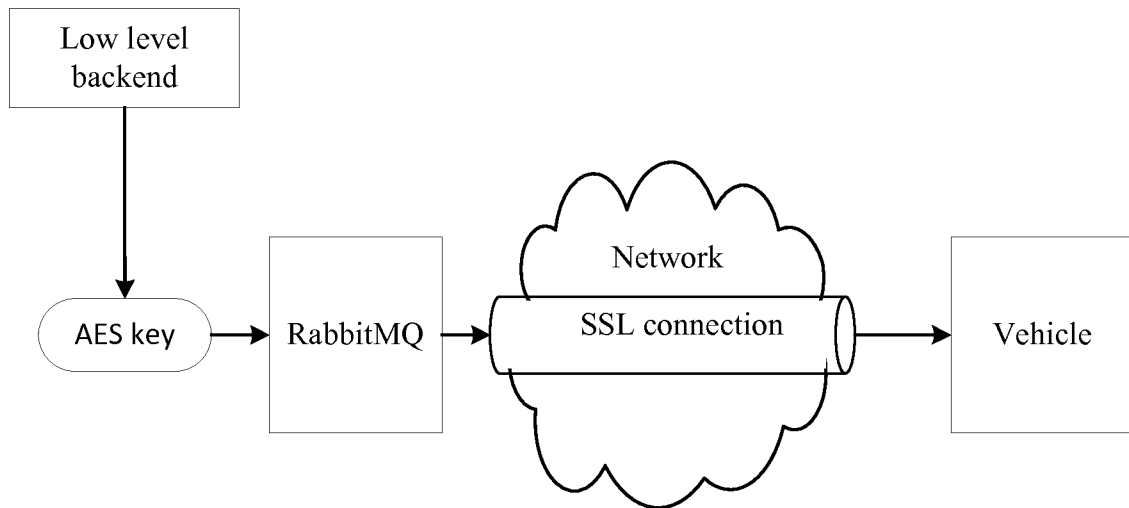 Low level
backend
Network
SSL connection
AES key
RabbitMQ
Vehicle